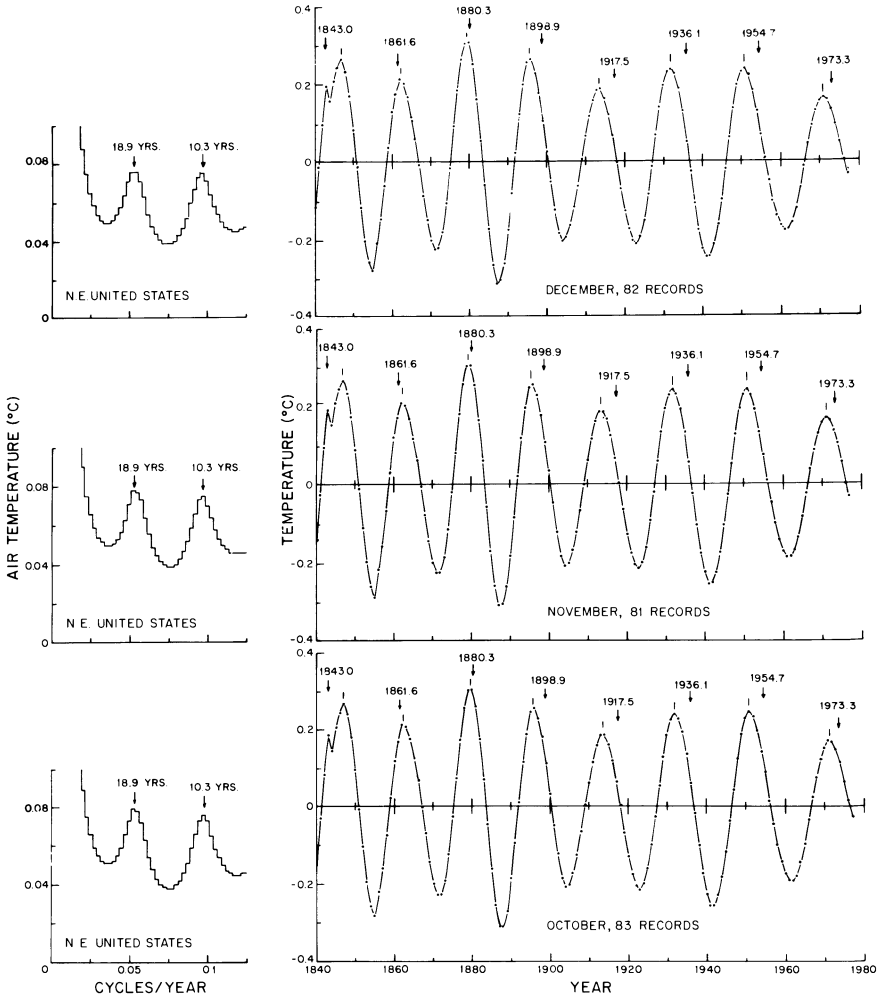 0.4
1843.0
1861.6
1880.3
1898.9
1917.5
1936.1
1954.7
1973.3
0.2
0
-0.2
-0.4
DECEMBER, 82 RECORDS
0.08
0.04
0
18.9 YRS.
10.3 YRS.
N.E. UNITED STATES
0.4
1843.0
1861.6
1880.3
1898.9
1917.5
1936.1
1954.7
1973.3
0.2
0
-0.2
-0.4
NOVEMBER, 81 RECORDS
0.08
0.04
0
18.9 YRS.
10.3 YRS.
N E. UNITED STATES
AIR TEMPERATURE (°C)
TEMPERATURE (°C)
0.4
1843.0
1861.6
1880.3
1898.9
1917.5
1936.1
1954.7
1973.3
0.2
0
-0.2
-0.4
OCTOBER, 83 RECORDS
0.08
0.04
0
18.9 YRS.
10.3 YRS.
N E UNITED STATES
0 0.05 0.1
CYCLES/YEAR
1840 1860 1880 1900 1920 1940 1960 1980
YEAR